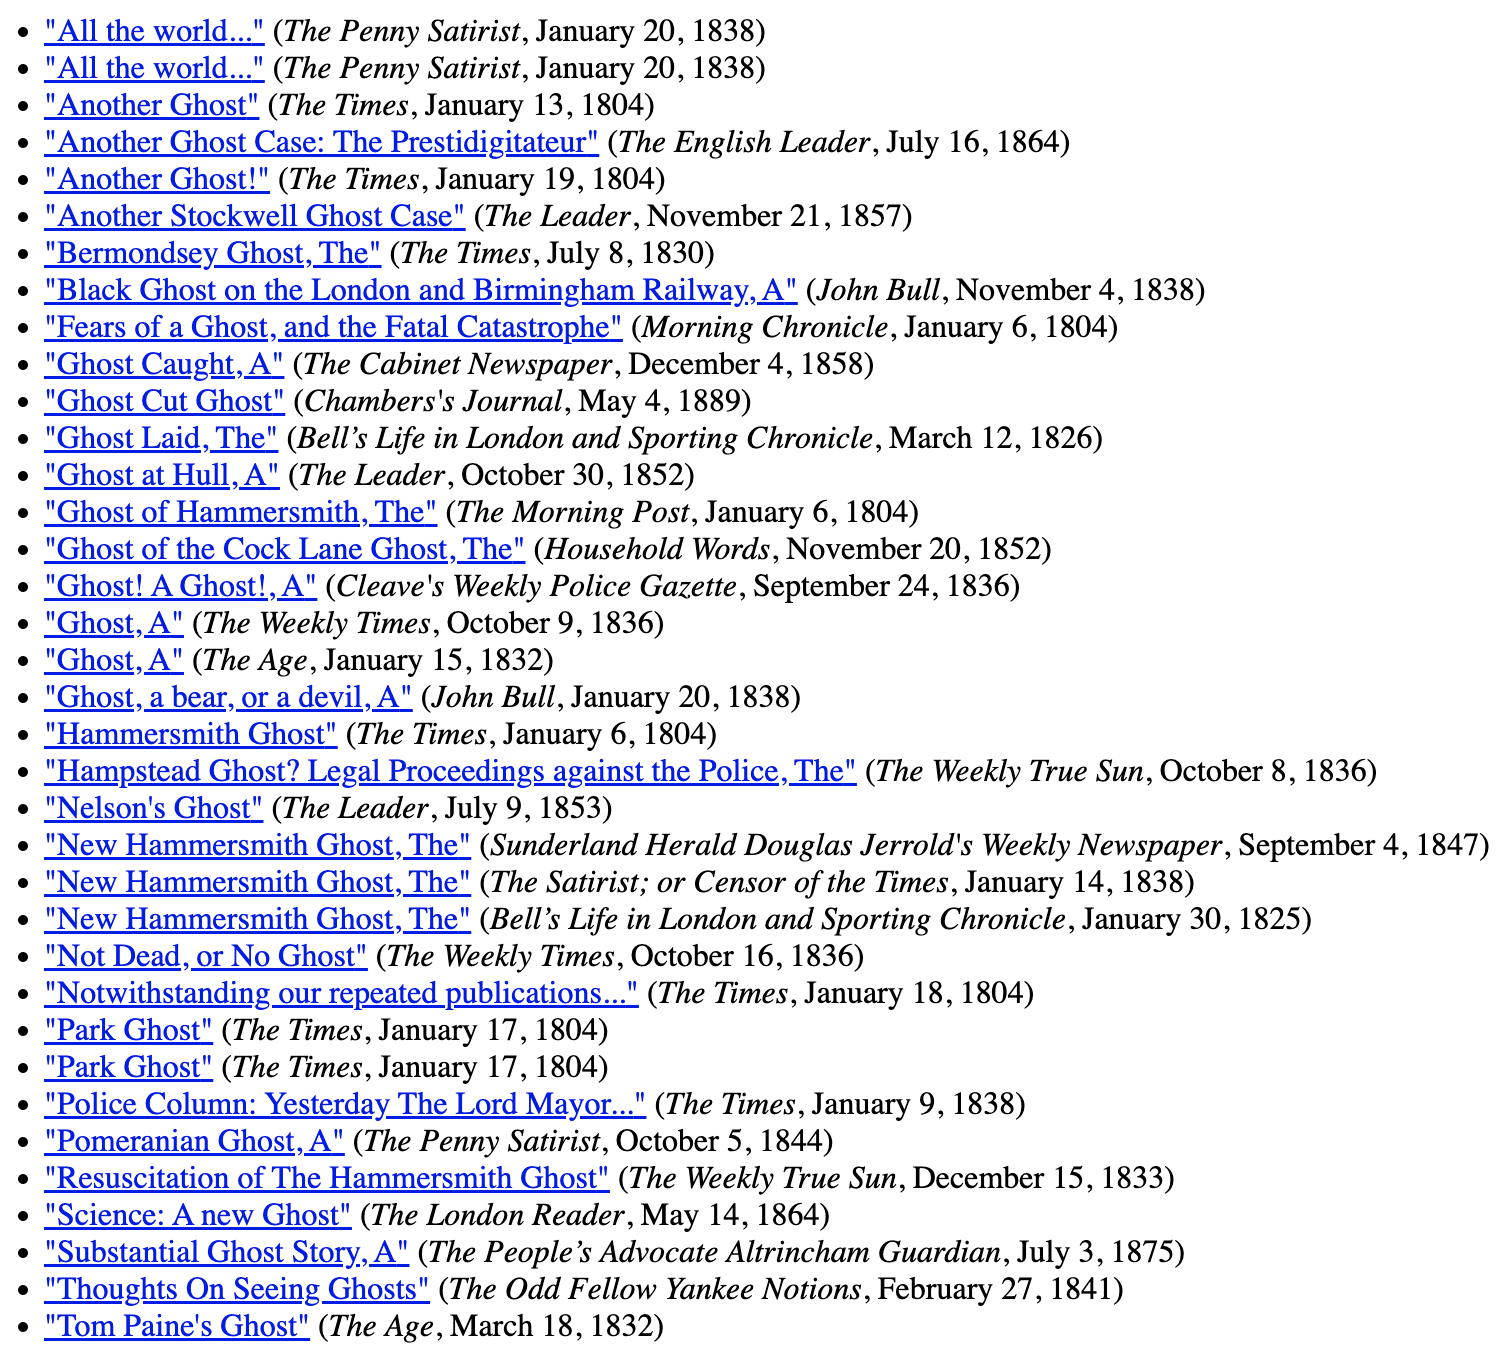 • "All the world..." (The Penny Satirist, January 20, 1838)
• "All the world..." (The Penny Satirist, January 20, 1838)
• "Another Ghost" (The Times, January 13, 1804)
• "Another Ghost Case: The Prestidigitateur" (The English Leader, July 16, 1864)
• "Another Ghost!" (The Times, January 19, 1804)
• "Another Stockwell Ghost Case" (The Leader, November 21, 1857)
• "Bermondsey Ghost, The" (The Times, July 8, 1830)
• "Black Ghost on the London and Birmingham Railway, A" (John Bull, November 4, 1838)
• "Fears of a Ghost, and the Fatal Catastrophe" (Morning Chronicle, January 6, 1804)
• "Ghost Caught, A" (The Cabinet Newspaper, December 4, 1858)
• "Ghost Cut Ghost" (Chambers's Journal, May 4, 1889)
• "Ghost Laid, The" (Bell’s Life in London and Sporting Chronicle, March 12, 1826)
• "Ghost at Hull, A" (The Leader, October 30, 1852)
• "Ghost of Hammersmith, The" (The Morning Post, January 6, 1804)
• "Ghost of the Cock Lane Ghost, The" (Household Words, November 20, 1852)
• "Ghost! A Ghost!, A" (Cleave's Weekly Police Gazette, September 24, 1836)
• "Ghost, A" (The Weekly Times, October 9, 1836)
• "Ghost, A" (The Age, January 15, 1832)
• "Ghost, a bear, or a devil, A" (John Bull, January 20, 1838)
• "Hammersmith Ghost" (The Times, January 6, 1804)
• "Hampstead Ghost? Legal Proceedings against the Police, The" (The Weekly True Sun, October 8, 1836)
• "Nelson's Ghost" (The Leader, July 9, 1853)
• "New Hammersmith Ghost, The" (Sunderland Herald Douglas Jerrold's Weekly Newspaper, September 4, 1847)
• "New Hammersmith Ghost, The" (The Satirist; or Censor of the Times, January 14, 1838)
• "New Hammersmith Ghost, The" (Bell’s Life in London and Sporting Chronicle, January 30, 1825)
• "Not Dead, or No Ghost" (The Weekly Times, October 16, 1836)
• "Notwithstanding our repeated publications..." (The Times, January 18, 1804)
• "Park Ghost" (The Times, January 17, 1804)
• "Park Ghost" (The Times, January 17, 1804)
• "Police Column: Yesterday The Lord Mayor..." (The Times, January 9, 1838)
• "Pomeranian Ghost, A" (The Penny Satirist, October 5, 1844)
• "Resuscitation of The Hammersmith Ghost" (The Weekly True Sun, December 15, 1833)
• "Science: A new Ghost" (The London Reader, May 14, 1864)
• "Substantial Ghost Story, A" (The People’s Advocate Altrincham Guardian, July 3, 1875)
• "Thoughts On Seeing Ghosts" (The Odd Fellow Yankee Notions, February 27, 1841)
• "Tom Paine's Ghost" (The Age, March 18, 1832)